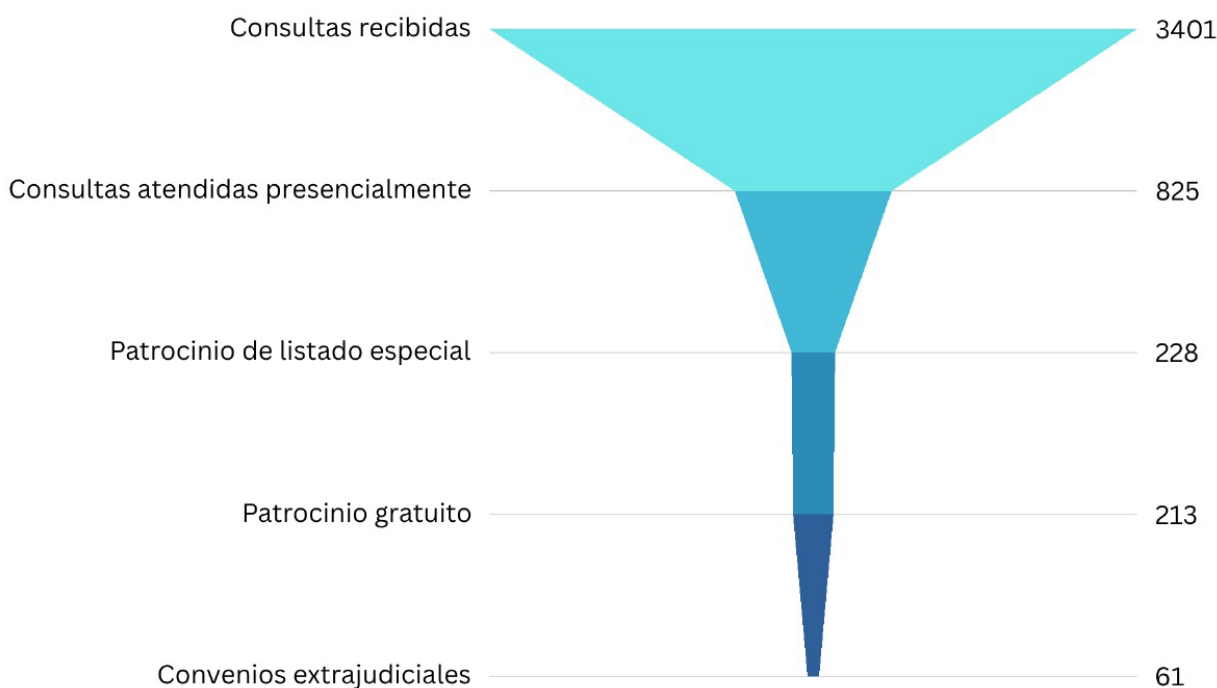 Consultas recibidas 3401
Consultas atendidas presencialmente 825
Patrocinio de listado especial 228
Patrocinio gratuito 213
Convenios extrajudiciales 61